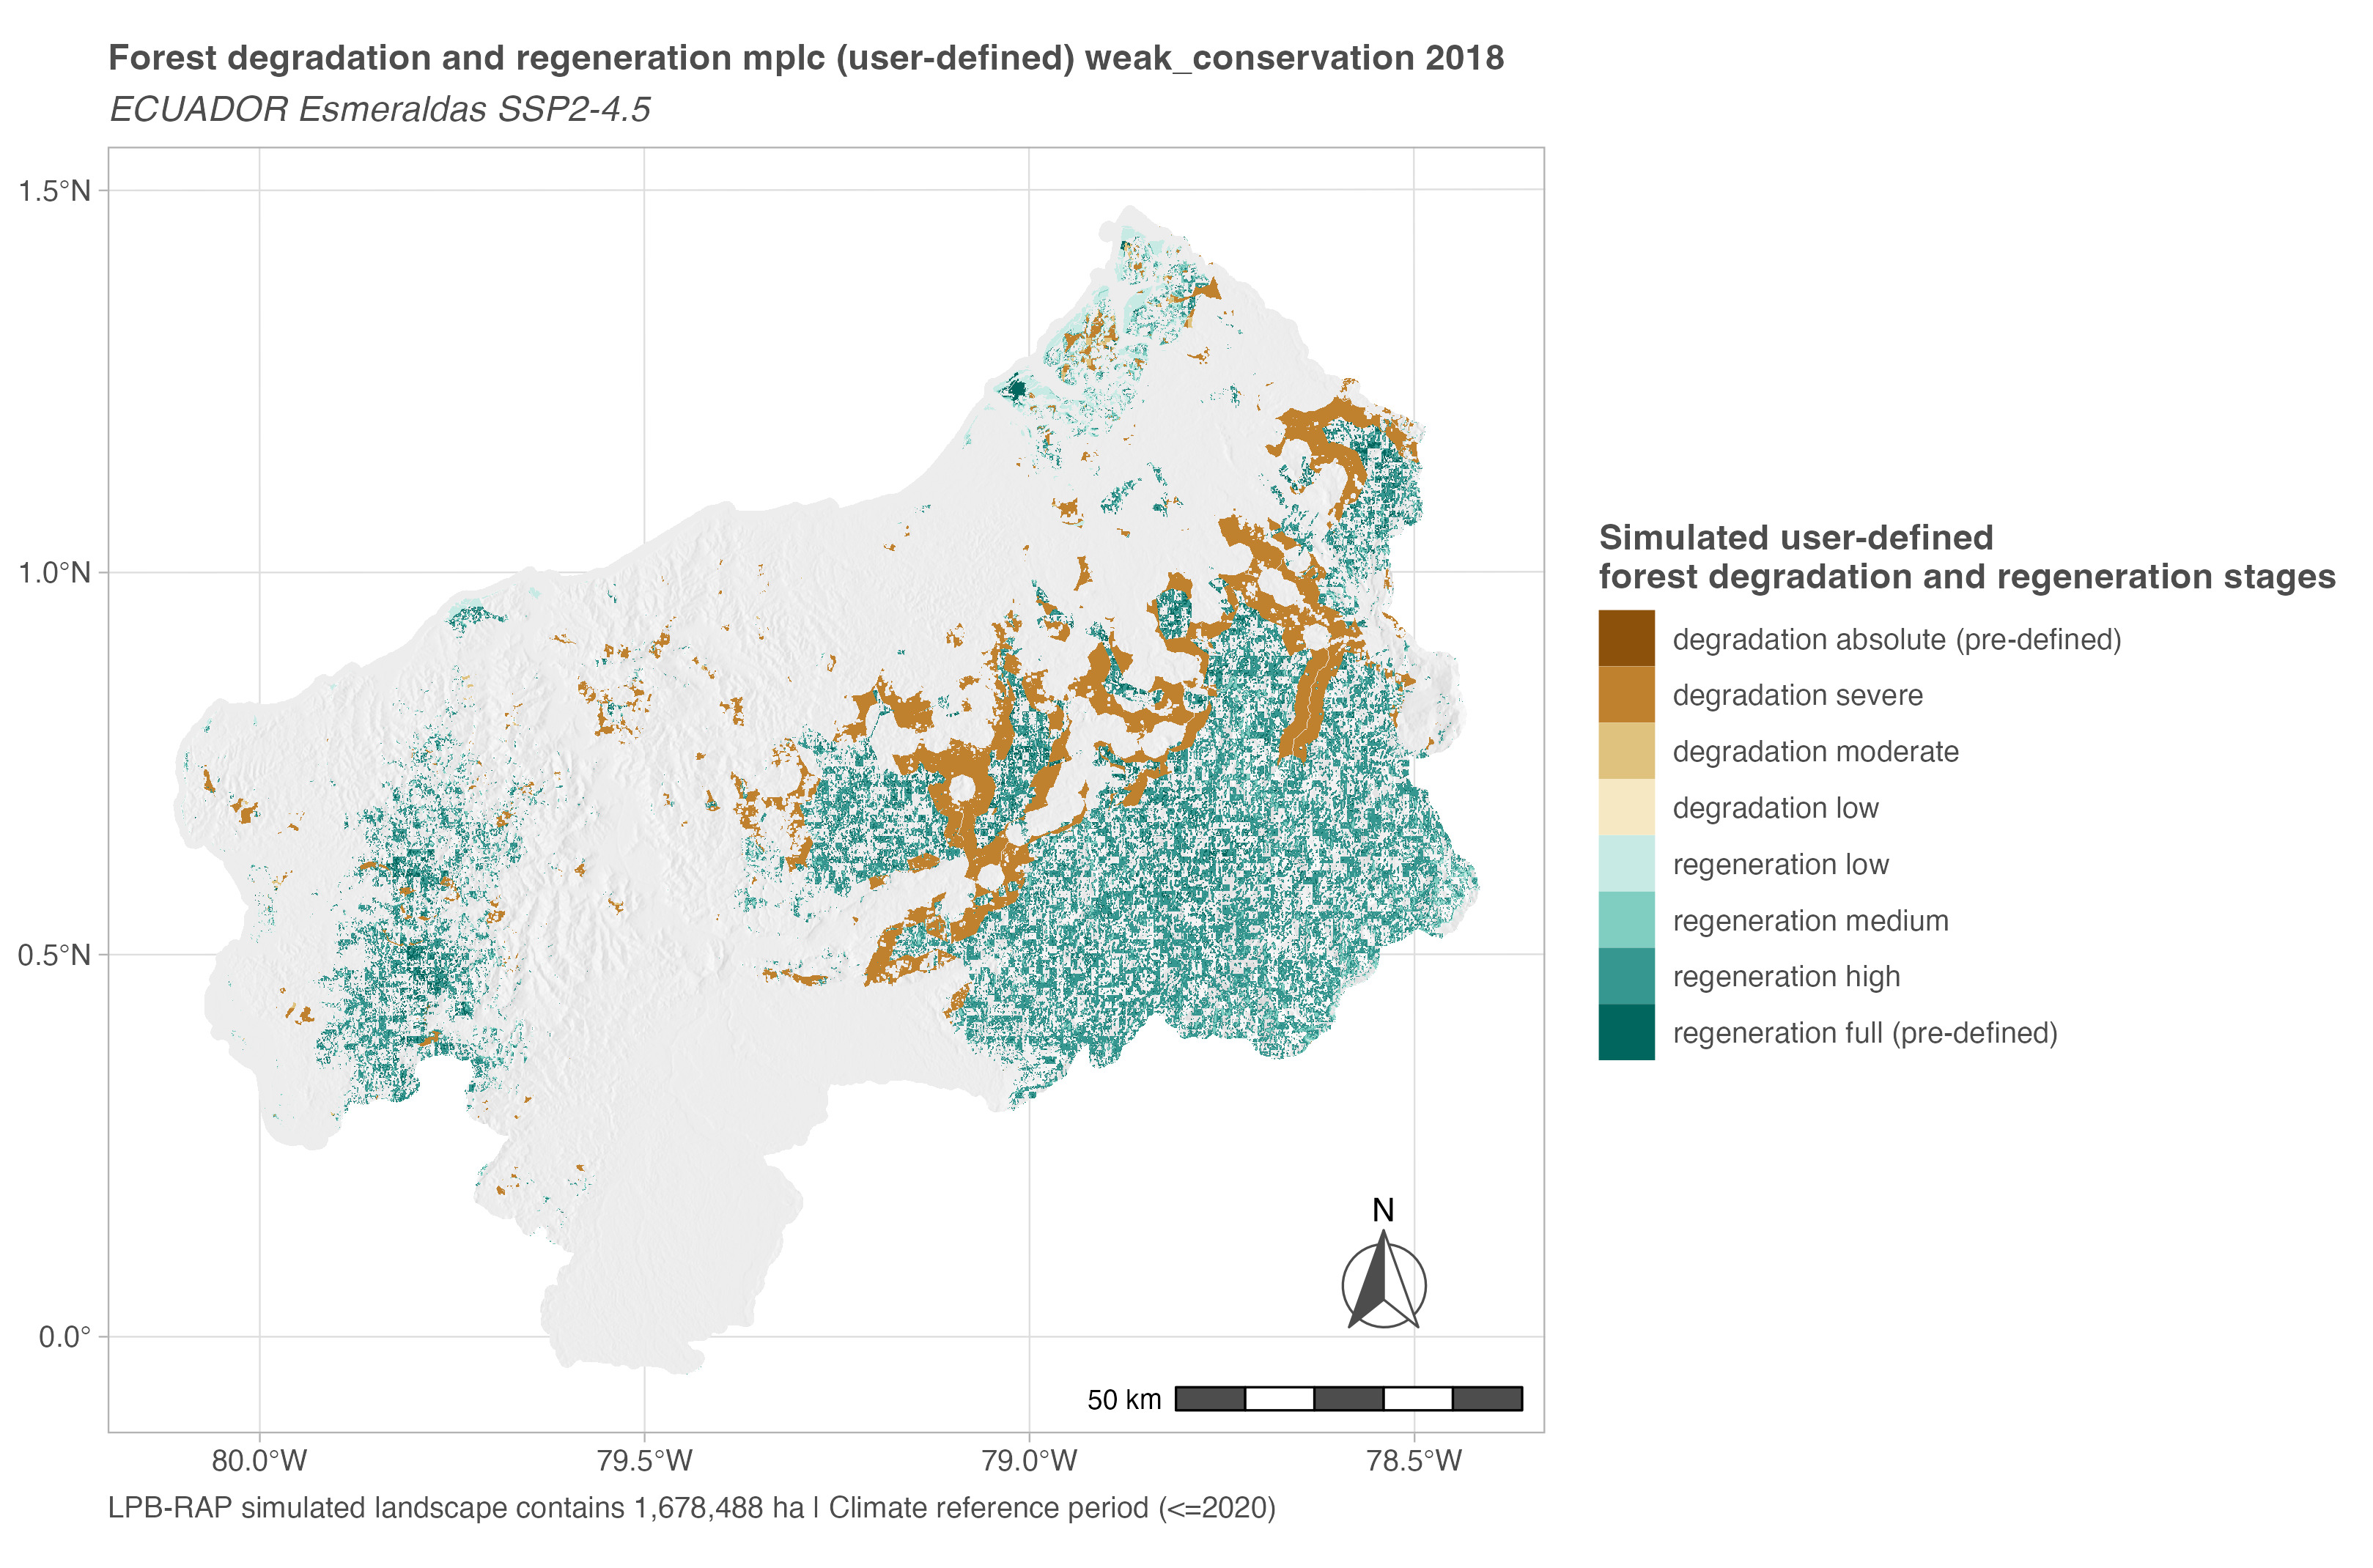 Forest degradation and regeneration mplc (user-defined) weak_conservation 2018
ECUADOR Esmeraldas SSP2-4.5
1.5°N
1.0°N
0.5°N
0.0°
80.0°W
79.5°W
79.0°W
78.5°W
N
50 km
Simulated user-defined
forest degradation and regeneration stages
degradation absolute (pre-defined)
degradation severe
degradation moderate
degradation low
regeneration low
regeneration medium
regeneration high
regeneration full (pre-defined)
LPB-RAP simulated landscape contains 1,678,488 ha | Climate reference period (<=2020)